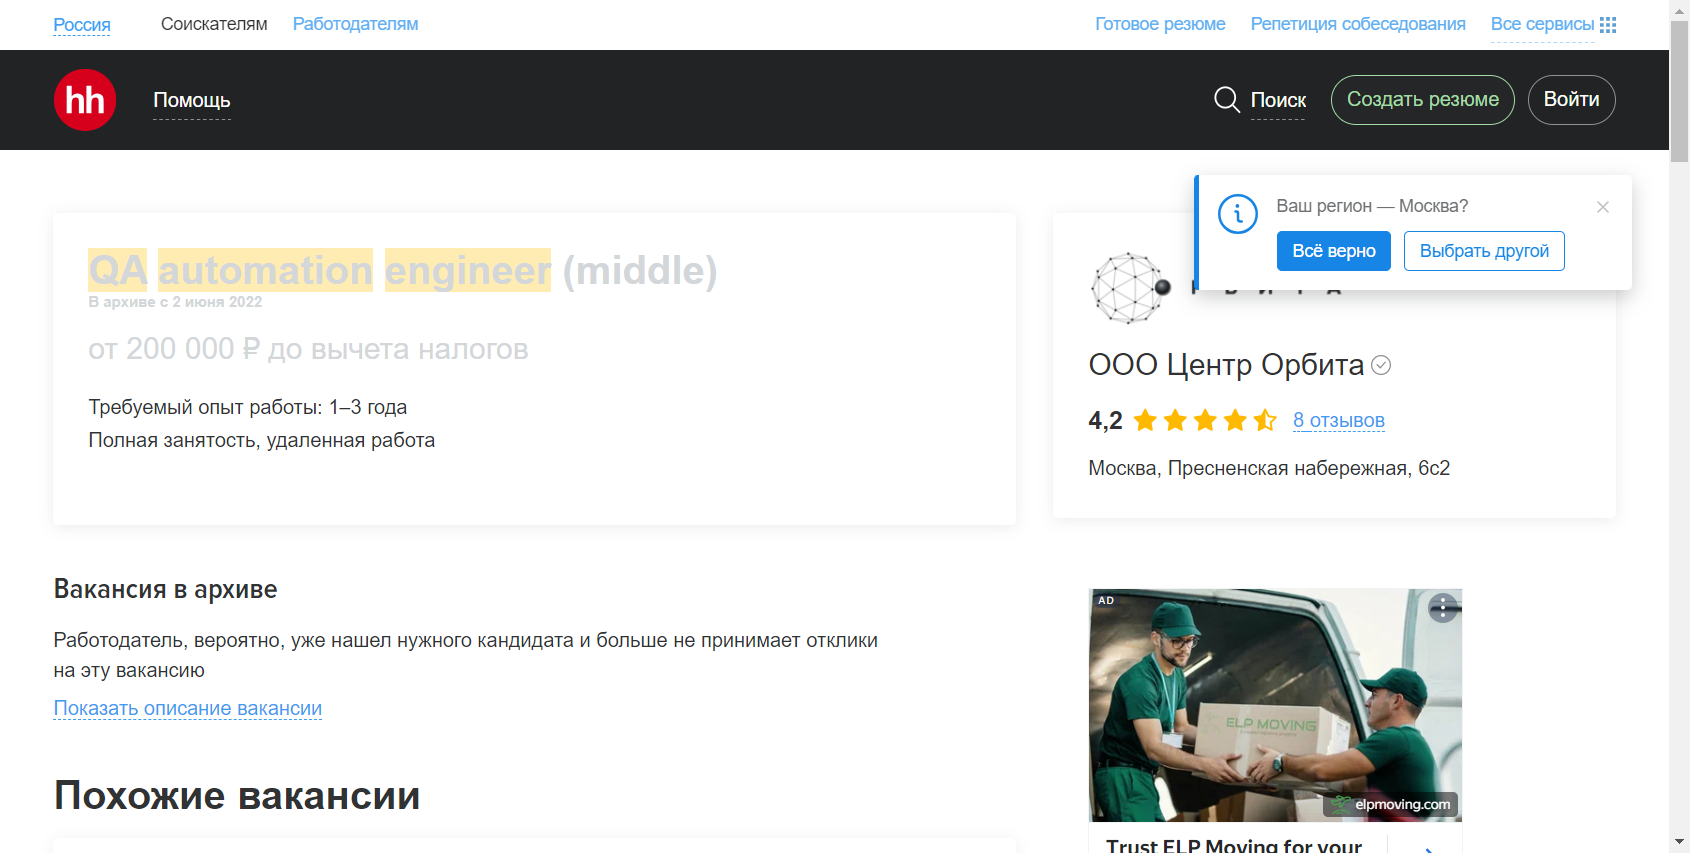 Россия Соискателям Работодателям Готовое резюме Репетиция собеседования Все сервисы
hh Помощь Поиск Создать резюме Войти
Ваш регион — Москва?
Всё верно Выбрать другой
QA automation engineer (middle)
В архиве с 2 июня 2022
от 200 000 ₽ до вычета налогов
Требуемый опыт работы: 1–3 года
Полная занятость, удаленная работа
ООО Центр Орбита
4,2 8 отзывов
Москва, Пресненская набережная, 6с2
Вакансия в архиве
Работодатель, вероятно, уже нашел нужного кандидата и больше не принимает отклики
на эту вакансию
Показать описание вакансии
Похожие вакансии
AD
ELP MOVING
elpmoving.com
Trust ELP Moving for your